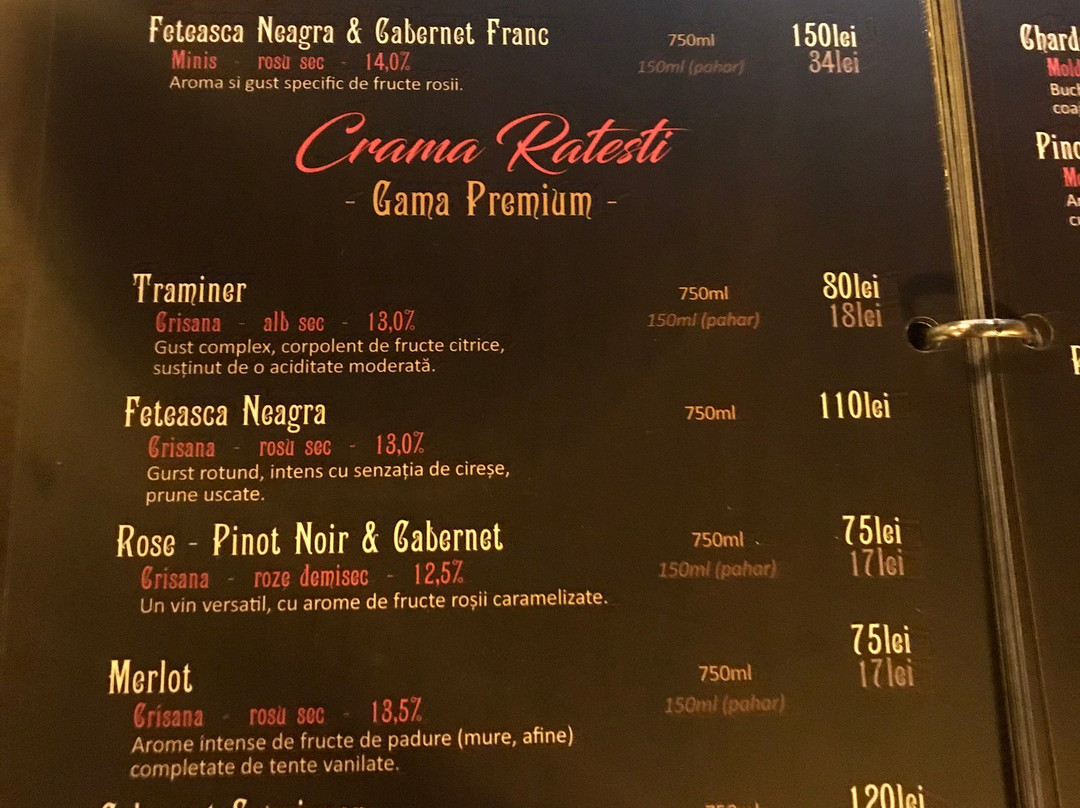 Feteasca Neagra & Cabernet Franc 750ml 150lei
Minis - rosu sec - 14,0% 150ml (pahar) 34lei
Aroma si gust specific de fructe rosii.
Crama Ratesti
- Gama Premium -
Traminer 750ml 80lei
Crisana - alb sec - 13,0% 150ml (pahar) 18lei
Gust complex, corpolent de fructe citrice,
susținut de o aciditate moderată.
Feteasca Neagra 750ml 110lei
Crisana - rosu sec - 13,0%
Gurst rotund, intens cu senzația de cireșe,
prune uscate.
Rose - Pinot Noir & Cabernet 750ml 75lei
Crisana - roze demisec - 12,5% 150ml (pahar) 17lei
Un vin versatil, cu arome de fructe roșii caramelizate.
Merlot 750ml 75lei
Crisana - rosu sec - 13,5% 150ml (pahar) 17lei
Arome intense de fructe de padure (mure, afine)
completate de tente vanilate.
120lei